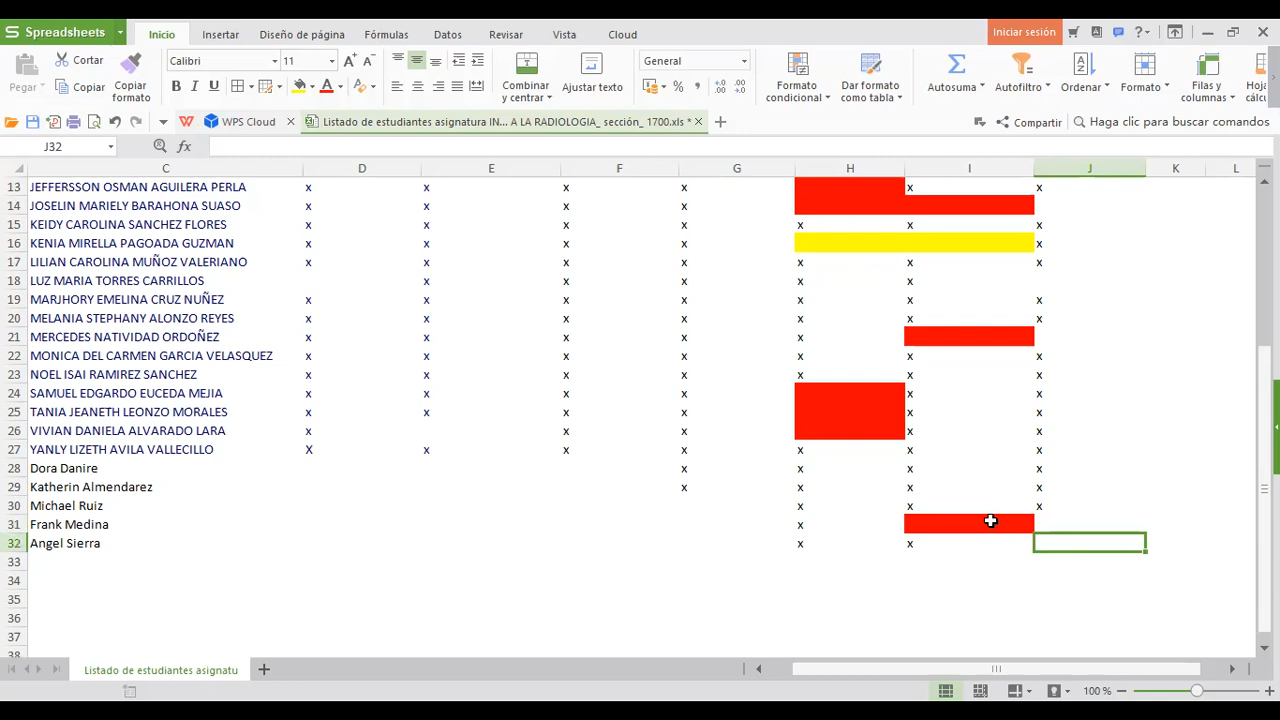 Spreadsheets Inicio Insertar Diseño de página Fórmulas Datos Revisar Vista Cloud Iniciar sesión
Pegar Cortar Copiar Copiar formato Calibri 11 Combinar y centrar Ajustar texto General Formato condicional Dar formato como tabla Autosuma Autofiltro Ordenar Formato Filas y columnas
WPS Cloud Listado de estudiantes asignatura IN... A LA RADIOLOGIA_ sección_ 1700.xls * Compartir Haga clic para buscar comandos
J32 fx
C D E F G H I J K L
13 JEFFERSSON OSMAN AGUILERA PERLA x x x x x x
14 JOSELIN MARIELY BARAHONA SUASO x x x x
15 KEIDY CAROLINA SANCHEZ FLORES x x x x x x x
16 KENIA MIRELLA PAGOADA GUZMAN x x x x x
17 LILIAN CAROLINA MUÑOZ VALERIANO x x x x x x x
18 LUZ MARIA TORRES CARRILLOS x x x x x
19 MARJHORY EMELINA CRUZ NUÑEZ x x x x x x x
20 MELANIA STEPHANY ALONZO REYES x x x x x x x
21 MERCEDES NATIVIDAD ORDOÑEZ x x x x x
22 MONICA DEL CARMEN GARCIA VELASQUEZ x x x x x x x
23 NOEL ISAI RAMIREZ SANCHEZ x x x x x x x
24 SAMUEL EDGARDO EUCEDA MEJIA x x x x x x
25 TANIA JEANETH LEONZO MORALES x x x x x x
26 VIVIAN DANIELA ALVARADO LARA x x x x x
27 YANLY LIZETH AVILA VALLECILLO X x x x x x x
28 Dora Danire x x x x
29 Katherin Almendarez x x x x
30 Michael Ruiz x x x
31 Frank Medina x
32 Angel Sierra x x
33
34
35
36
37
38
Listado de estudiantes asignatu
100 %